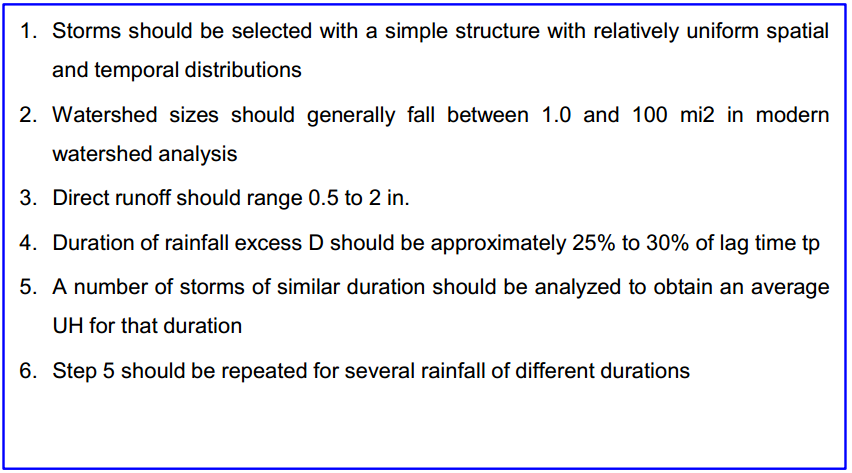 1. Storms should be selected with a simple structure with relatively uniform spatial
and temporal distributions
2. Watershed sizes should generally fall between 1.0 and 100 mi2 in modern
watershed analysis
3. Direct runoff should range 0.5 to 2 in.
4. Duration of rainfall excess D should be approximately 25% to 30% of lag time tp
5. A number of storms of similar duration should be analyzed to obtain an average
UH for that duration
6. Step 5 should be repeated for several rainfall of different durations